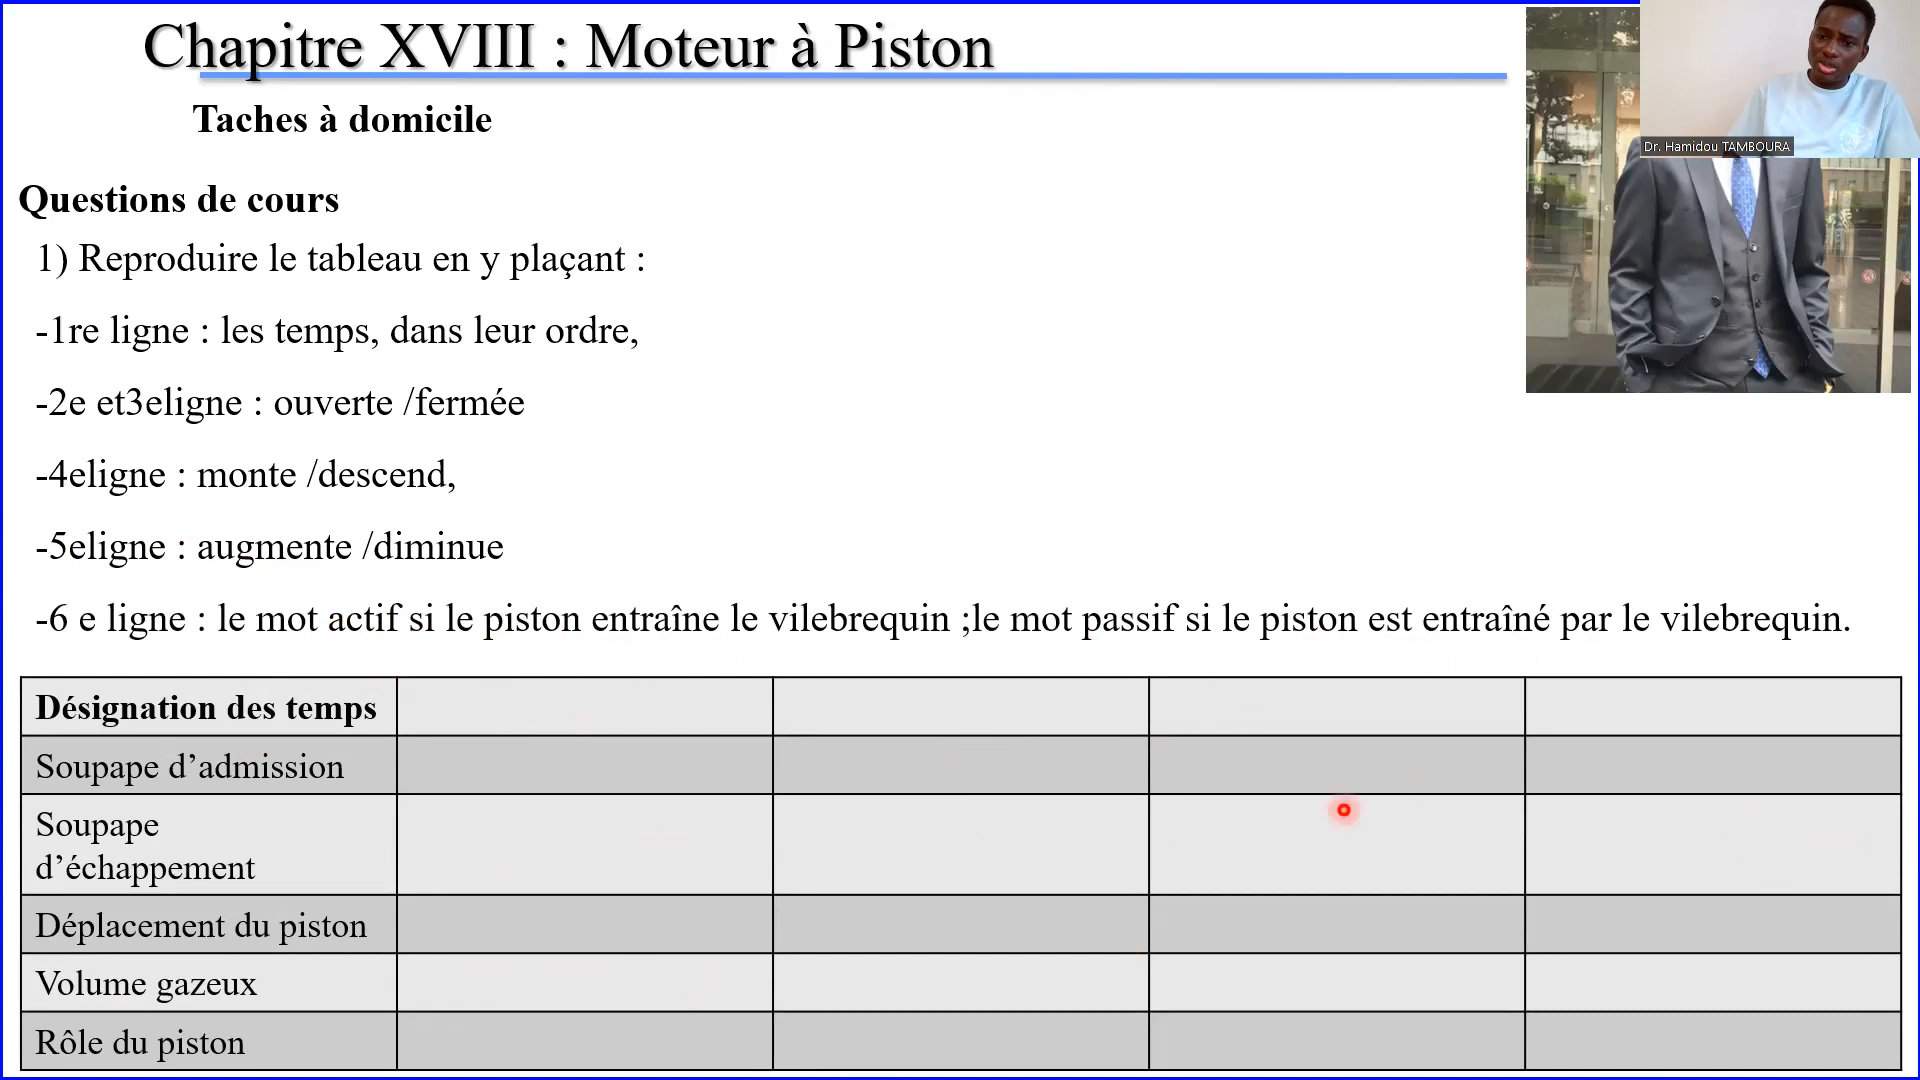 Chapitre XVIII : Moteur à Piston
Taches à domicile
Dr. Hamidou TAMBOURA
Questions de cours
1) Reproduire le tableau en y plaçant :
-1re ligne : les temps, dans leur ordre,
-2e et3eligne : ouverte /fermée
-4eligne : monte /descend,
-5eligne : augmente /diminue
-6 e ligne : le mot actif si le piston entraîne le vilebrequin ;le mot passif si le piston est entraîné par le vilebrequin.
Désignation des temps
Soupape d’admission
Soupape
d’échappement
Déplacement du piston
Volume gazeux
Rôle du piston